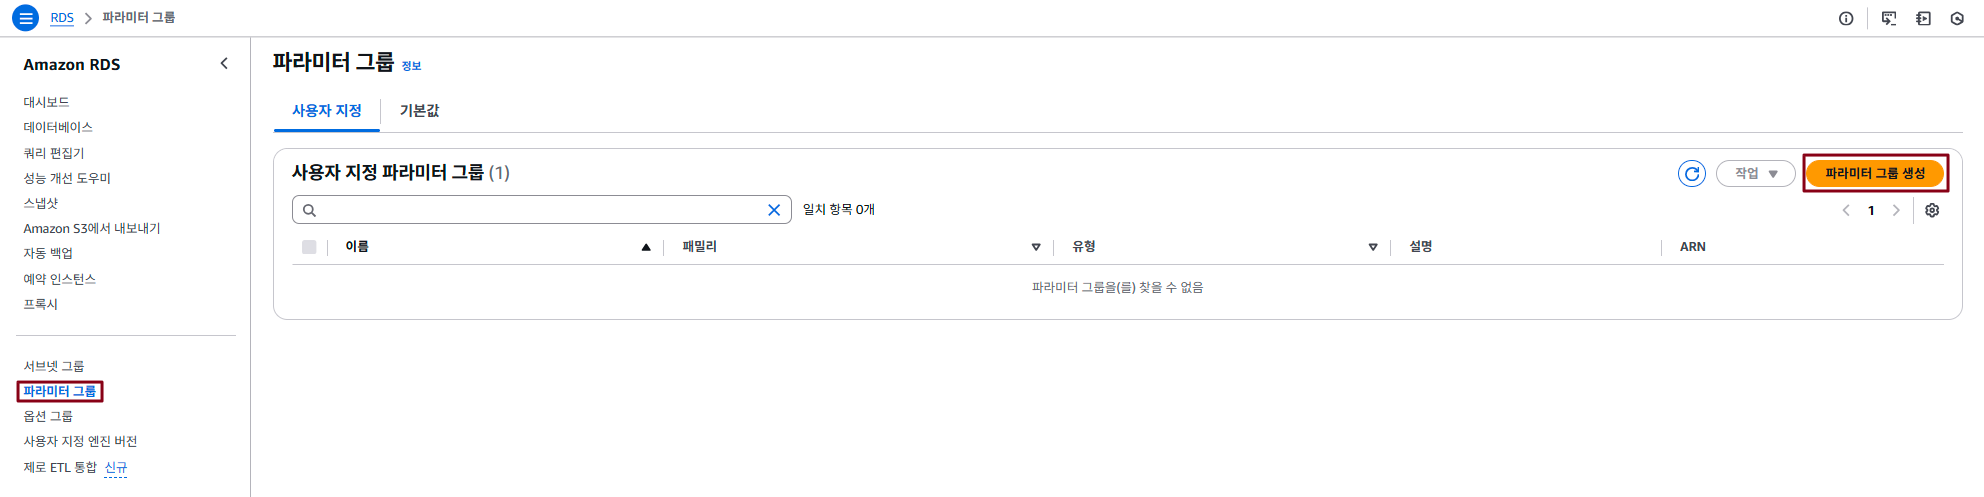 RDS > 파라미터 그룹
Amazon RDS
대시보드
데이터베이스
쿼리 편집기
성능 개선 도우미
스냅샷
Amazon S3에서 내보내기
자동 백업
예약 인스턴스
프록시
서브넷 그룹
파라미터 그룹
옵션 그룹
사용자 지정 엔진 버전
제로 ETL 통합 신규
파라미터 그룹 정보
사용자 지정 기본값
사용자 지정 파라미터 그룹 (1)
작업 파라미터 그룹 생성
일치 항목 0개
1
이름 패밀리 유형 설명 ARN
파라미터 그룹을(를) 찾을 수 없음